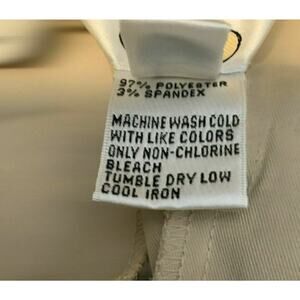 97% POLYESTER
3% SPANDEX
MACHINE WASH COLD
WITH LIKE COLORS
ONLY NON-CHLORINE
BLEACH
TUMBLE DRY LOW
COOL IRON